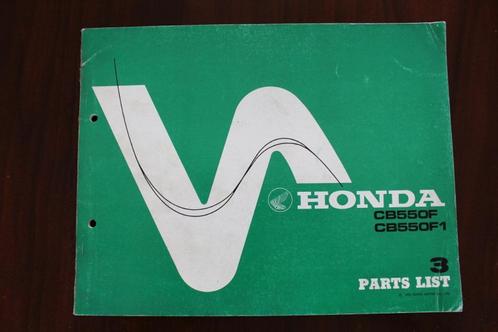 HONDA
CB550F
CB550F1
3
PARTS LIST